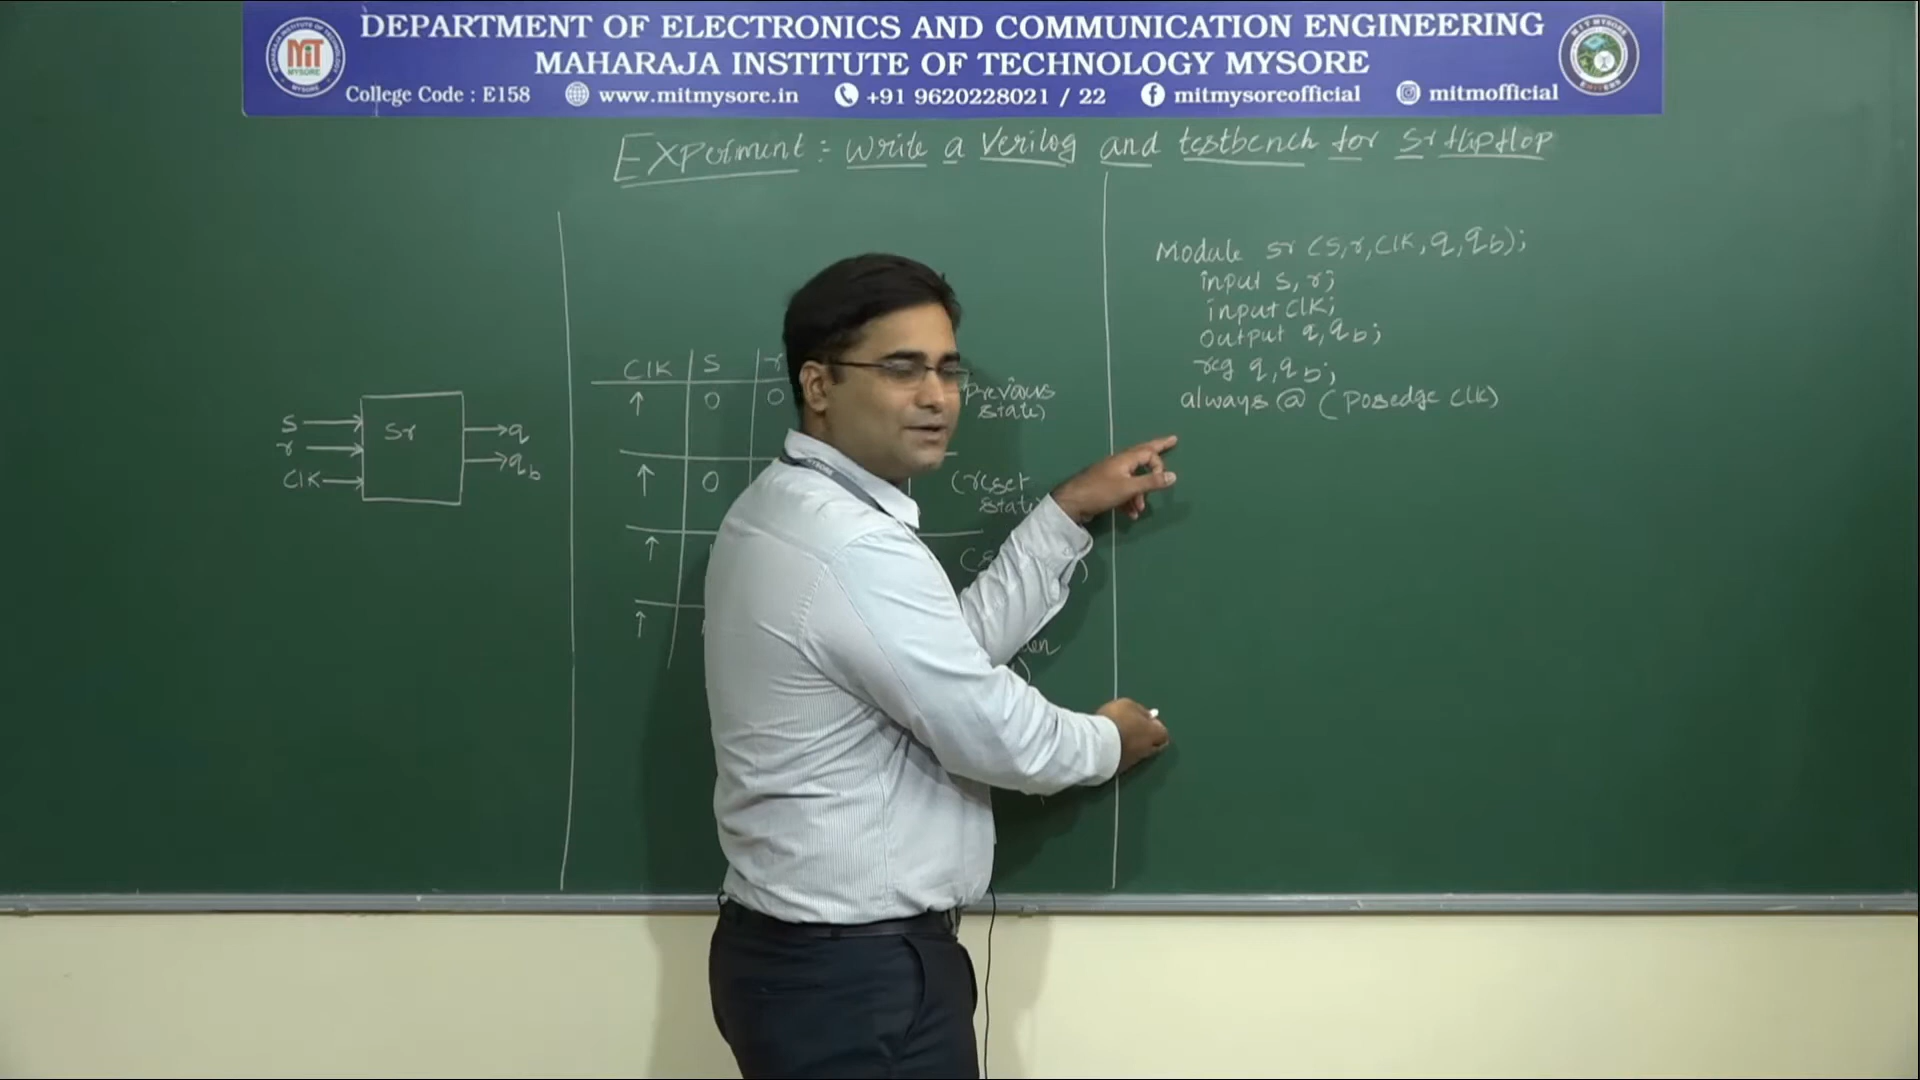 DEPARTMENT OF ELECTRONICS AND COMMUNICATION ENGINEERING
MAHARAJA INSTITUTE OF TECHNOLOGY MYSORE
College Code : E158 www.mitmysore.in +91 9620228021 / 22 mitmysoreofficial mitmofficial
MIT
MYSORE
Experiment : Write a Verilog and testbench for Sr flipflop
S
r
Clk
Sr
q
qb
Clk S r
↑ 0 0 previous
state)
↑ 0 (reset
state)
↑
↑
Module Sr (S,r,Clk,q,qb);
input S,r;
input Clk;
Output q,qb;
reg q,qb;
always @ (Posedge Clk)